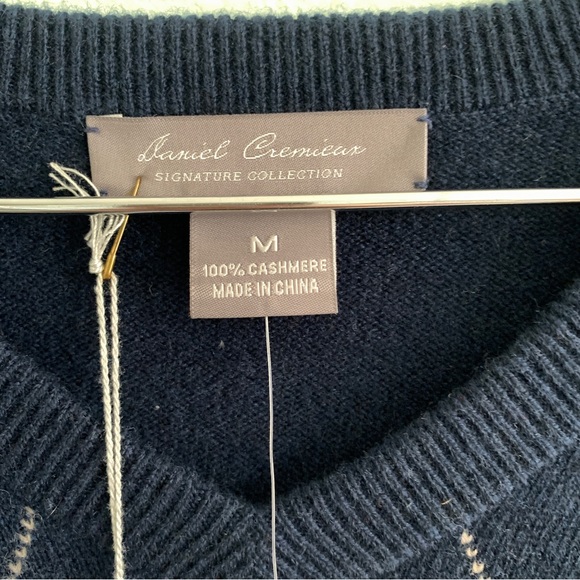 Daniel Cremieux
SIGNATURE COLLECTION
M
100% CASHMERE
MADE IN CHINA